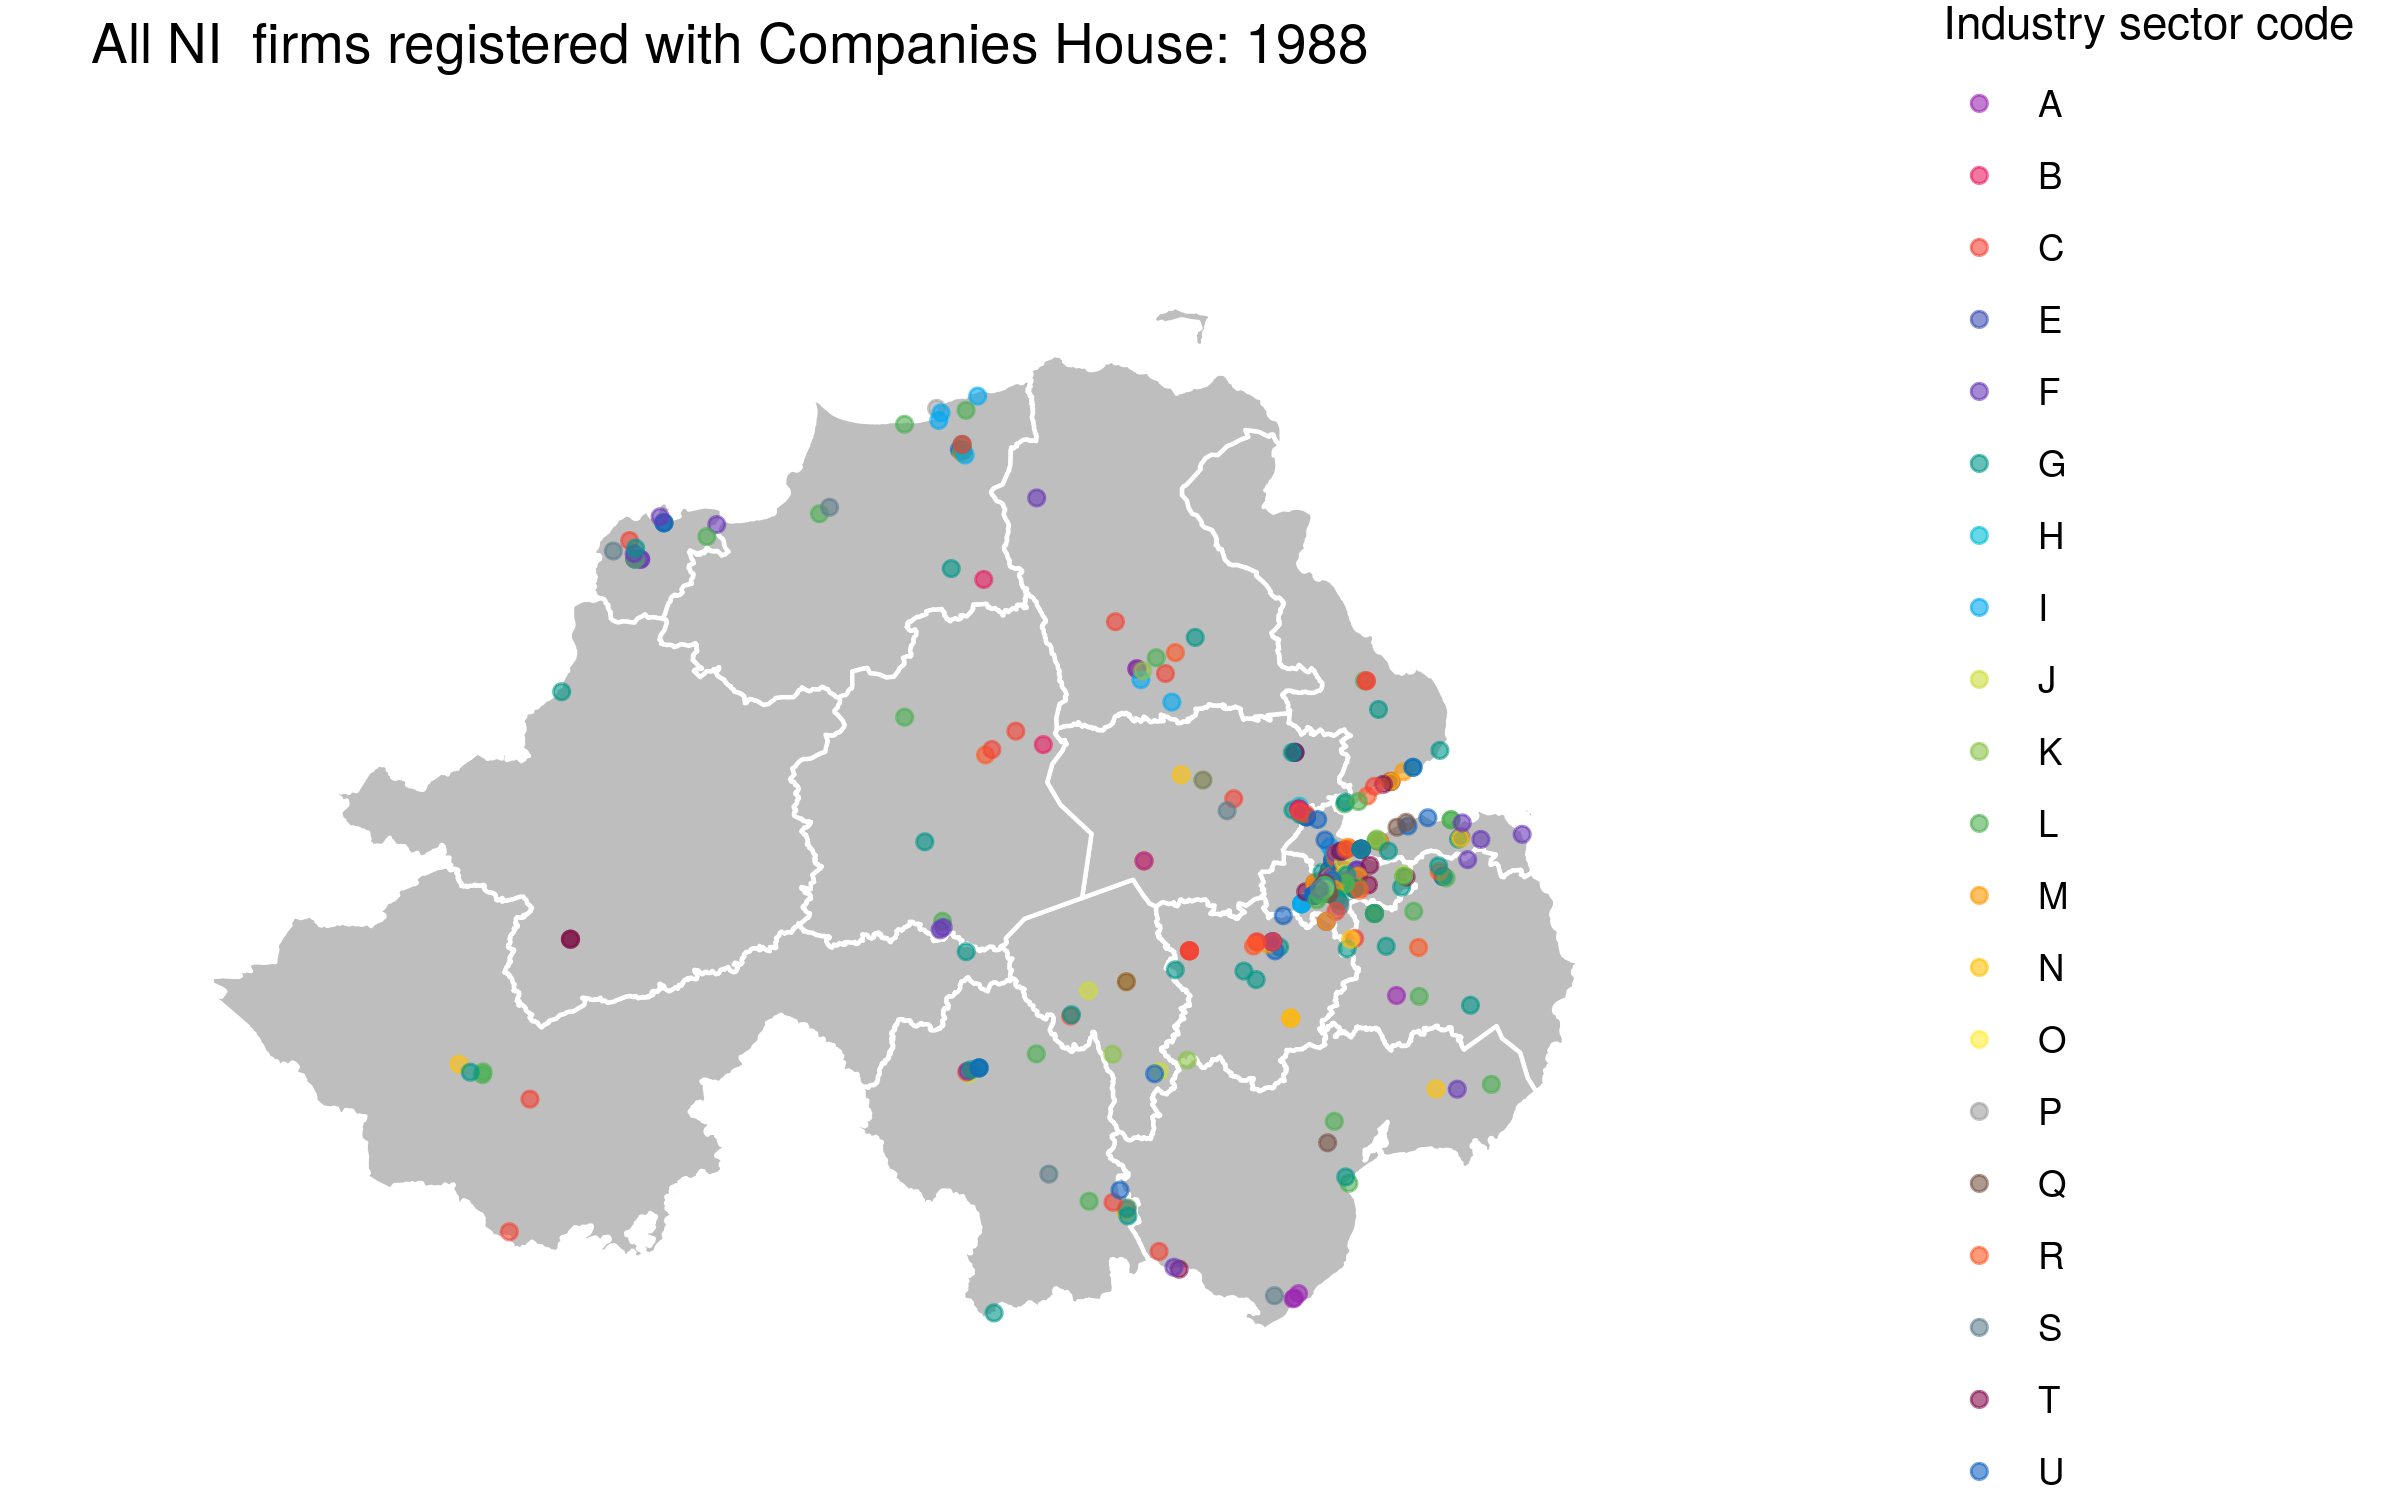 All NI  firms registered with Companies House: 1988
Industry sector code
A
B
C
E
F
G
H
I
J
K
L
M
N
O
P
Q
R
S
T
U